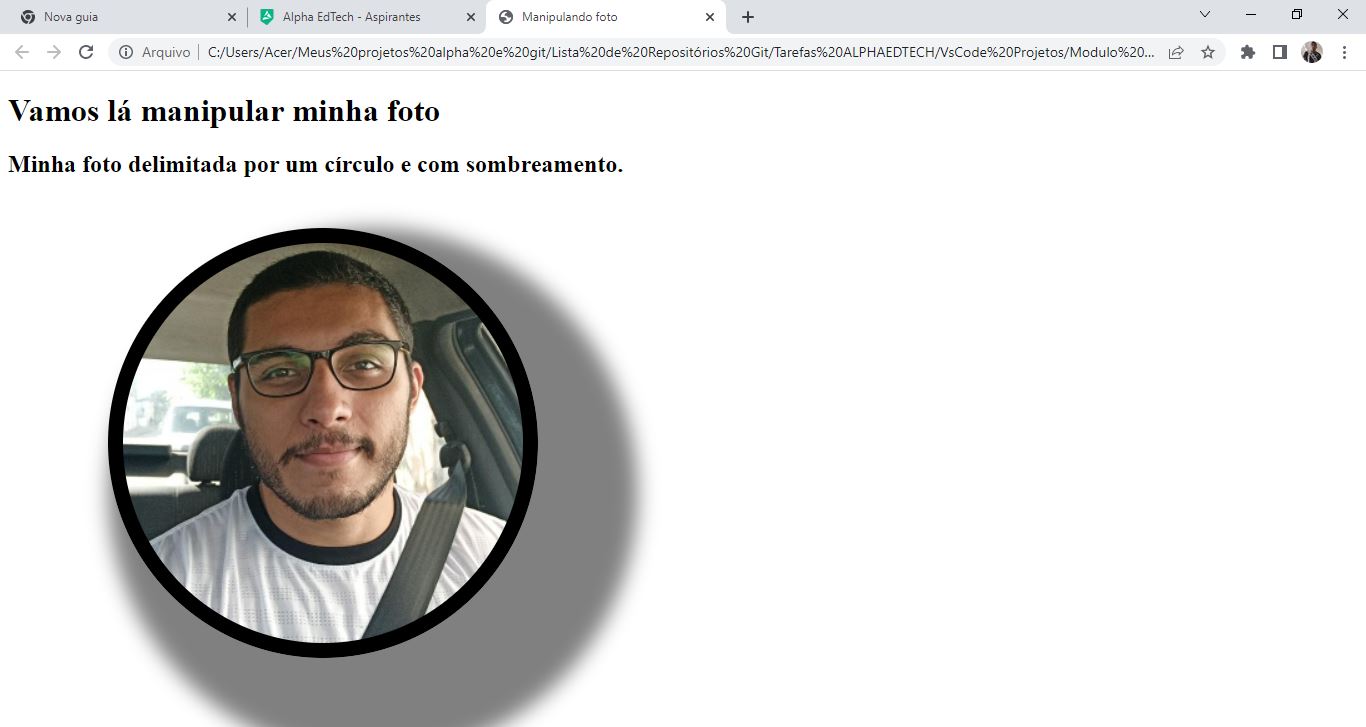 Nova guia
Alpha EdTech - Aspirantes
Manipulando foto
Arquivo
C:/Users/Acer/Meus%20projetos%20alpha%20e%20git/Lista%20de%20Repositórios%20Git/Tarefas%20ALPHAEDTECH/VsCode%20Projetos/Modulo%20...
Vamos lá manipular minha foto
Minha foto delimitada por um círculo e com sombreamento.